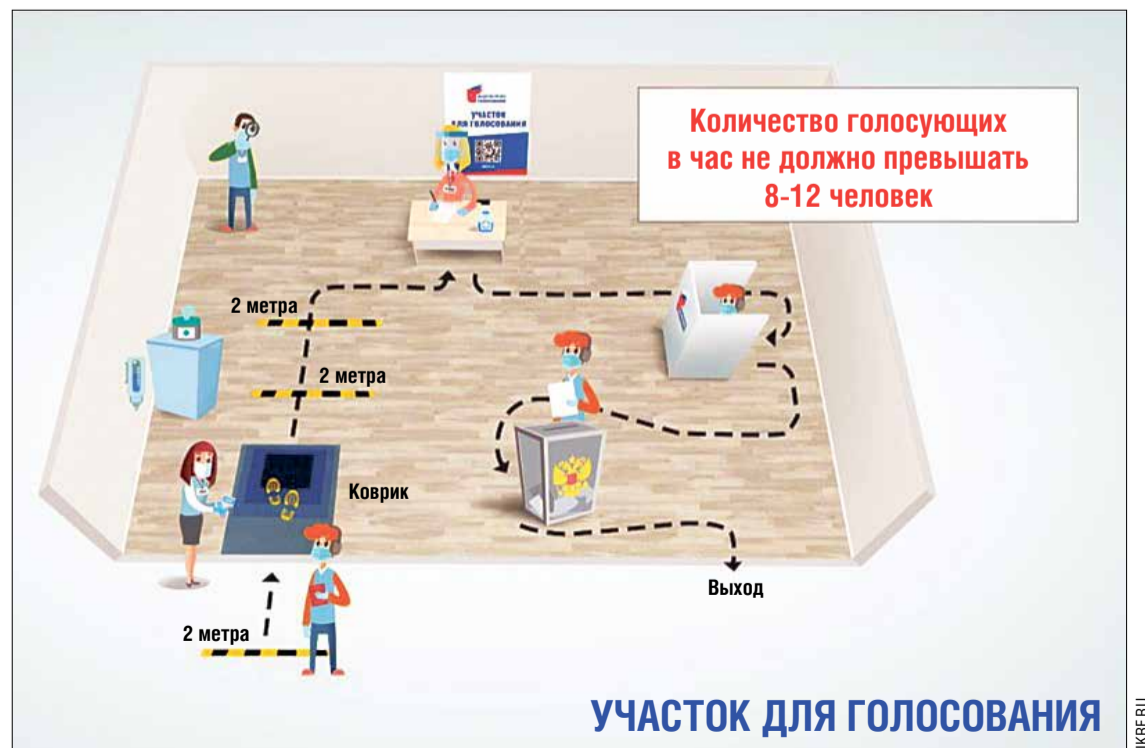 ГОЛОСОВАНИЯ
УЧАСТОК
ДЛЯ ГОЛОСОВАНИЯ
Количество голосующих
в час не должно превышать
8-12 человек
2 метра
2 метра
Коврик
Выход
2 метра
УЧАСТОК ДЛЯ ГОЛОСОВАНИЯ